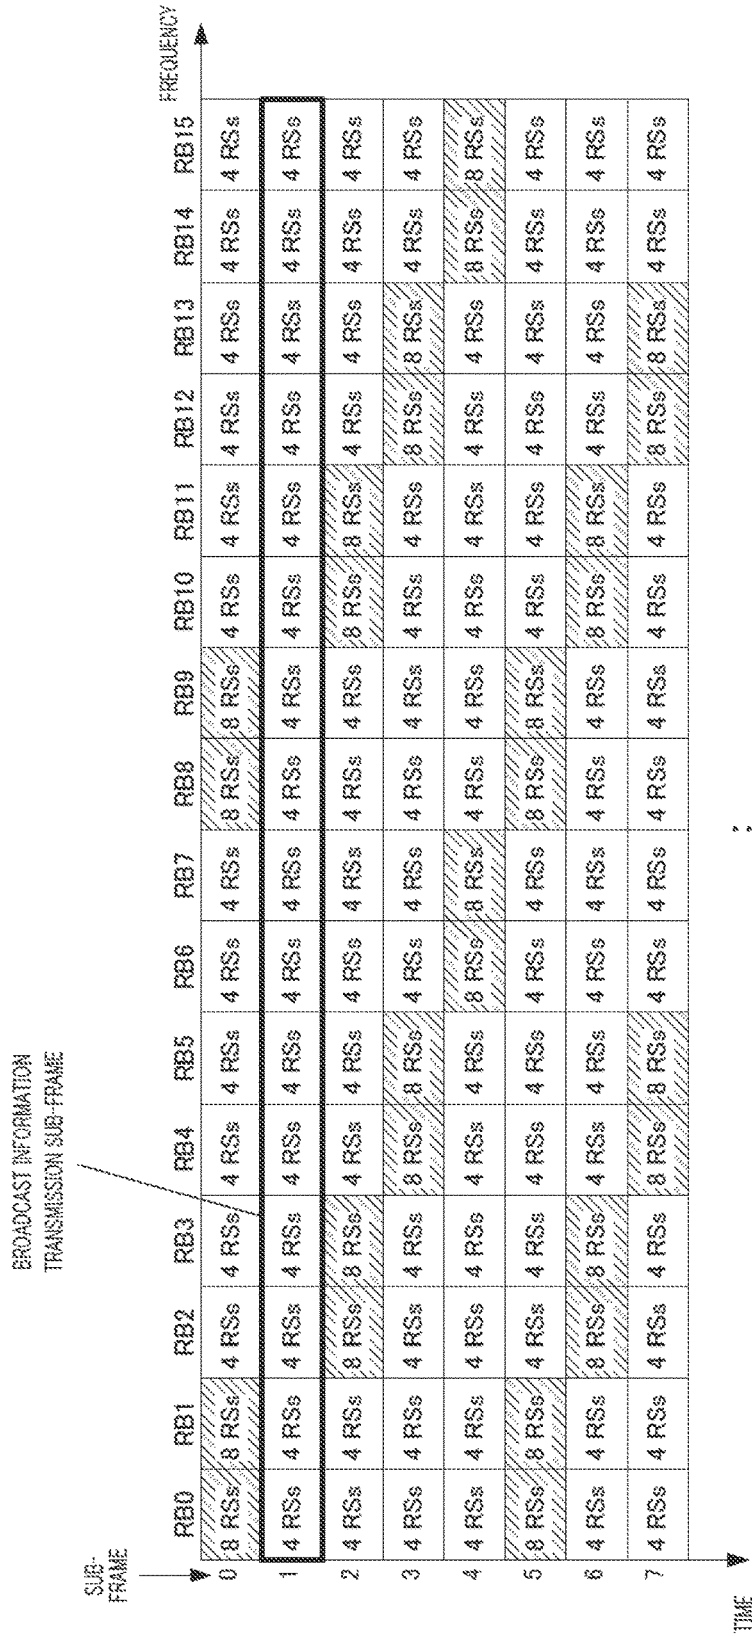 BROADCAST INFORMATION
TRANSMISSION SUB-FRAME
SUB-
FRAME
RB0 RB1 RB2 RB3 RB4 RB5 RB6 RB7 RB8 RB9 RB10 RB11 RB12 RB13 RB14 RB15
FREQUENCY
0 8 RSs 8 RSs 4 RSs 4 RSs 4 RSs 4 RSs 4 RSs 4 RSs 8 RSs 8 RSs 4 RSs 4 RSs 4 RSs 4 RSs 4 RSs 4 RSs
1 4 RSs 4 RSs 4 RSs 4 RSs 4 RSs 4 RSs 4 RSs 4 RSs 4 RSs 4 RSs 4 RSs 4 RSs 4 RSs 4 RSs 4 RSs 4 RSs
2 4 RSs 4 RSs 8 RSs 8 RSs 4 RSs 4 RSs 4 RSs 4 RSs 4 RSs 4 RSs 8 RSs 8 RSs 4 RSs 4 RSs 4 RSs 4 RSs
3 4 RSs 4 RSs 4 RSs 4 RSs 8 RSs 8 RSs 4 RSs 4 RSs 4 RSs 4 RSs 4 RSs 4 RSs 8 RSs 8 RSs 4 RSs 4 RSs
4 4 RSs 4 RSs 4 RSs 4 RSs 4 RSs 4 RSs 8 RSs 8 RSs 4 RSs 4 RSs 4 RSs 4 RSs 4 RSs 4 RSs 8 RSs 8 RSs
5 8 RSs 8 RSs 4 RSs 4 RSs 4 RSs 4 RSs 4 RSs 4 RSs 8 RSs 8 RSs 4 RSs 4 RSs 4 RSs 4 RSs 4 RSs 4 RSs
6 4 RSs 4 RSs 8 RSs 8 RSs 4 RSs 4 RSs 4 RSs 4 RSs 4 RSs 4 RSs 8 RSs 8 RSs 4 RSs 4 RSs 4 RSs 4 RSs
7 4 RSs 4 RSs 4 RSs 4 RSs 8 RSs 8 RSs 4 RSs 4 RSs 4 RSs 4 RSs 4 RSs 4 RSs 8 RSs 8 RSs 4 RSs 4 RSs
TIME